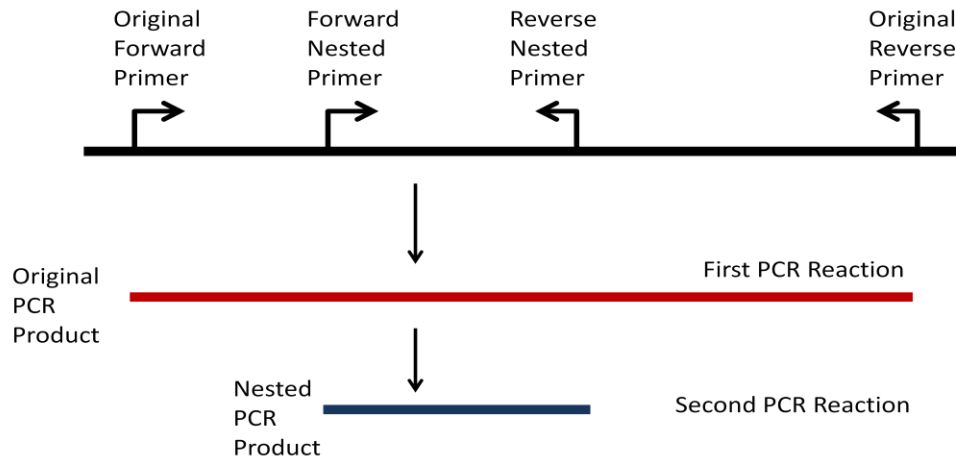 Original
Forward
Primer
Forward
Nested
Primer
Reverse
Nested
Primer
Original
Reverse
Primer
Original
PCR
Product
First PCR Reaction
Nested
PCR
Product
Second PCR Reaction